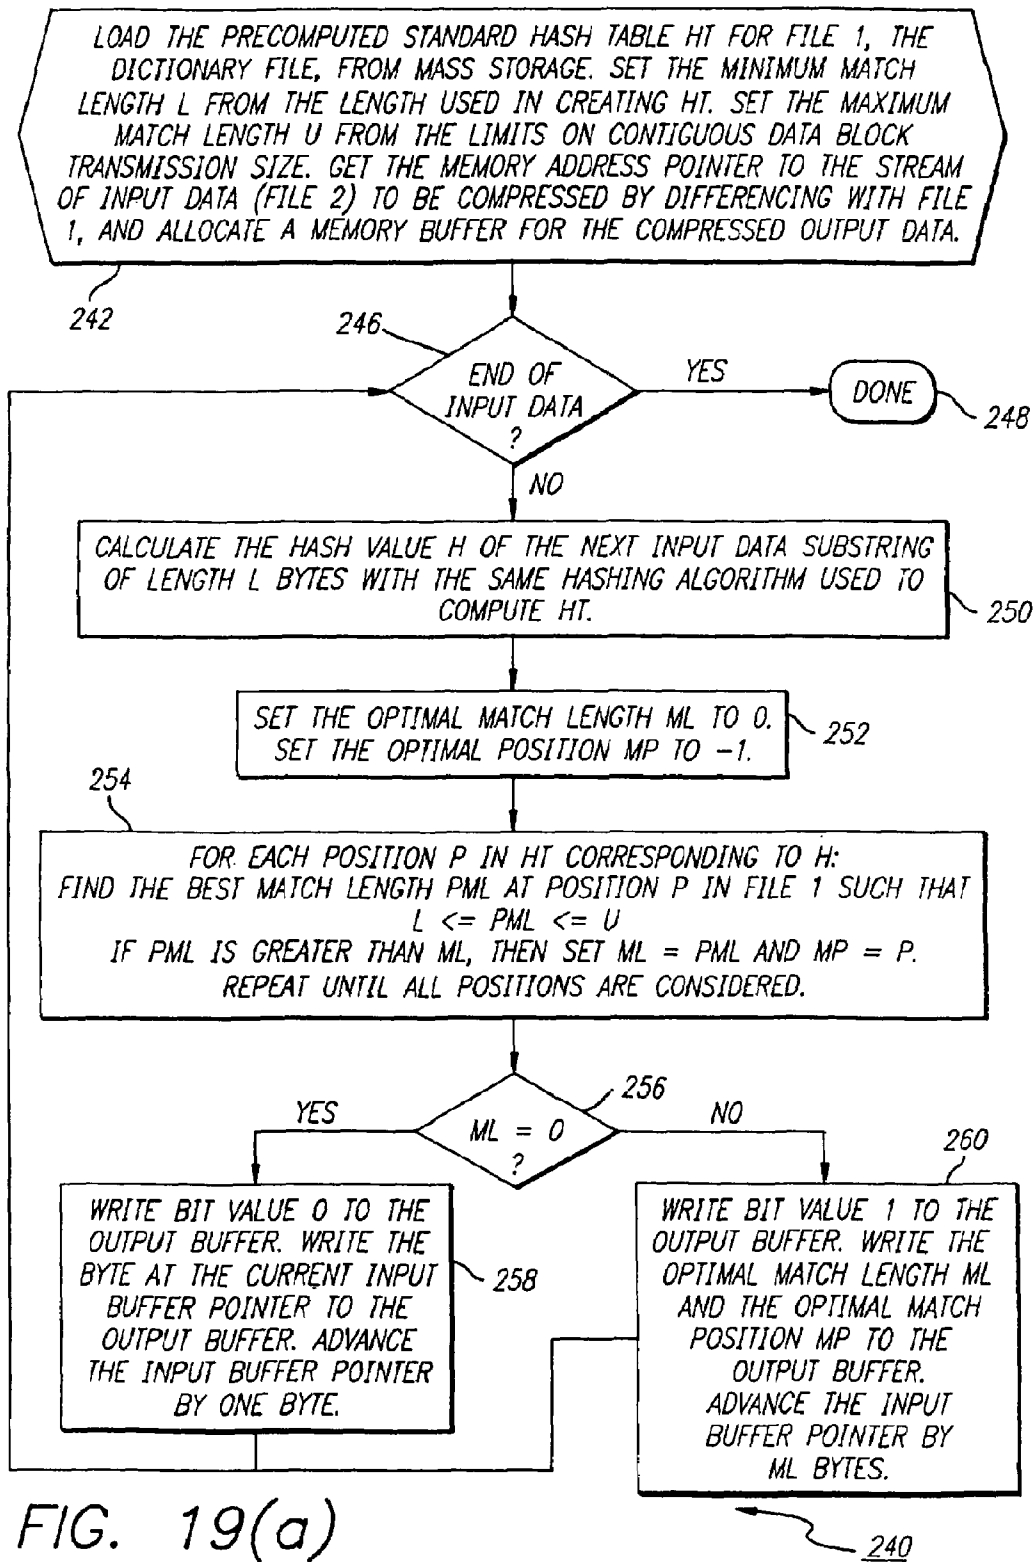 LOAD THE PRECOMPUTED STANDARD HASH TABLE HT FOR FILE 1, THE
DICTIONARY FILE, FROM MASS STORAGE. SET THE MINIMUM MATCH
LENGTH L FROM THE LENGTH USED IN CREATING HT. SET THE MAXIMUM
MATCH LENGTH U FROM THE LIMITS ON CONTIGUOUS DATA BLOCK
TRANSMISSION SIZE. GET THE MEMORY ADDRESS POINTER TO THE STREAM
OF INPUT DATA (FILE 2) TO BE COMPRESSED BY DIFFERENCING WITH FILE
1, AND ALLOCATE A MEMORY BUFFER FOR THE COMPRESSED OUTPUT DATA.
242
246
END OF
INPUT DATA
?
YES
DONE
248
NO
CALCULATE THE HASH VALUE H OF THE NEXT INPUT DATA SUBSTRING
OF LENGTH L BYTES WITH THE SAME HASHING ALGORITHM USED TO
COMPUTE HT.
250
SET THE OPTIMAL MATCH LENGTH ML TO 0.
SET THE OPTIMAL POSITION MP TO -1.
252
254
FOR EACH POSITION P IN HT CORRESPONDING TO H:
FIND THE BEST MATCH LENGTH PML AT POSITION P IN FILE 1 SUCH THAT
L <= PML <= U
IF PML IS GREATER THAN ML, THEN SET ML = PML AND MP = P.
REPEAT UNTIL ALL POSITIONS ARE CONSIDERED.
256
YES
ML = 0
?
NO
260
WRITE BIT VALUE 0 TO THE
OUTPUT BUFFER. WRITE THE
BYTE AT THE CURRENT INPUT
BUFFER POINTER TO THE
OUTPUT BUFFER. ADVANCE
THE INPUT BUFFER POINTER
BY ONE BYTE.
258
WRITE BIT VALUE 1 TO THE
OUTPUT BUFFER. WRITE THE
OPTIMAL MATCH LENGTH ML
AND THE OPTIMAL MATCH
POSITION MP TO THE
OUTPUT BUFFER.
ADVANCE THE INPUT
BUFFER POINTER BY
ML BYTES.
FIG. 19(a)
240